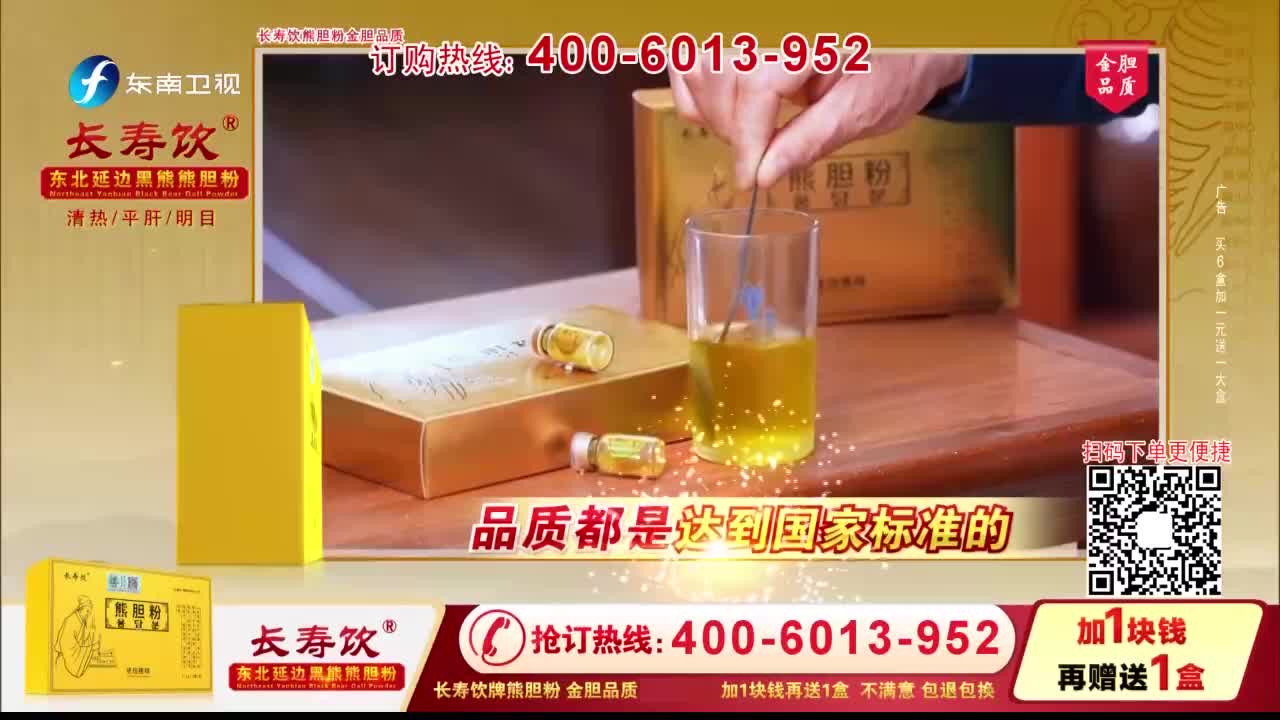 长寿饮熊胆粉金胆品质
订购热线: 400-6013-952
东南卫视
长寿饮®
东北延边黑熊熊胆粉
Northeast Yanbian Black Bear Gall Powder
清热/平肝/明目
金胆
品质
广告 买6盒加一元送一大盒
熊胆粉
扫码下单更便捷
品质都是达到国家标准的
长寿饮®
熊胆粉
长寿饮®
东北延边黑熊熊胆粉
Northeast Yanbian Black Bear Gall Powder
抢订热线: 400-6013-952
长寿饮牌熊胆粉 金胆品质
加1块钱再送1盒 不满意 包退包换
加1块钱
再赠送1盒